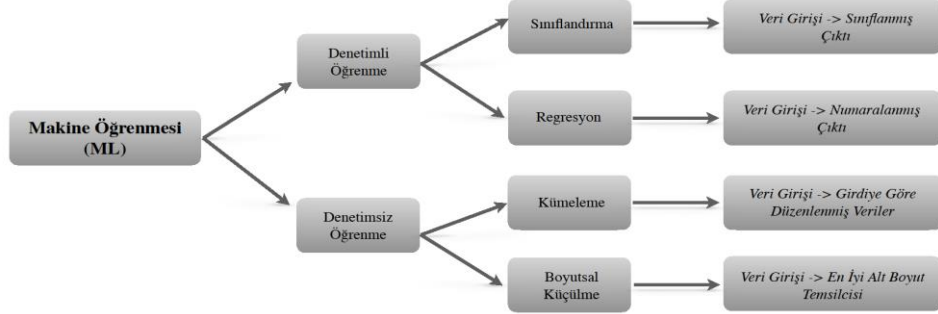 Makine Öğrenmesi
(ML)
Denetimli
Öğrenme
Sınıflandırma
Veri Girişi -> Sınıflanmış
Çıktı
Regresyon
Veri Girişi -> Numaralanmış
Çıktı
Denetimsiz
Öğrenme
Kümeleme
Veri Girişi -> Girdiye Göre
Düzenlenmiş Veriler
Boyutsal
Küçülme
Veri Girişi -> En İyi Alt Boyut
Temsilcisi